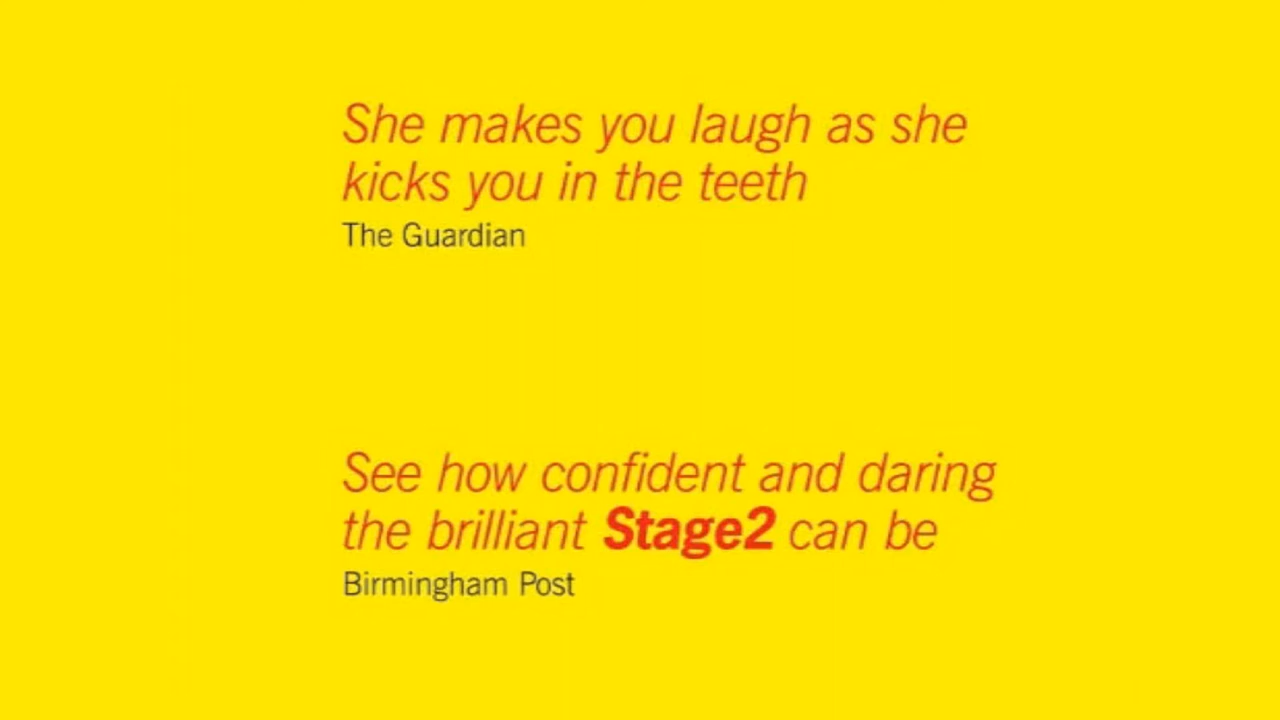 She makes you laugh as she
kicks you in the teeth
The Guardian
See how confident and daring
the brilliant Stage2 can be
Birmingham Post